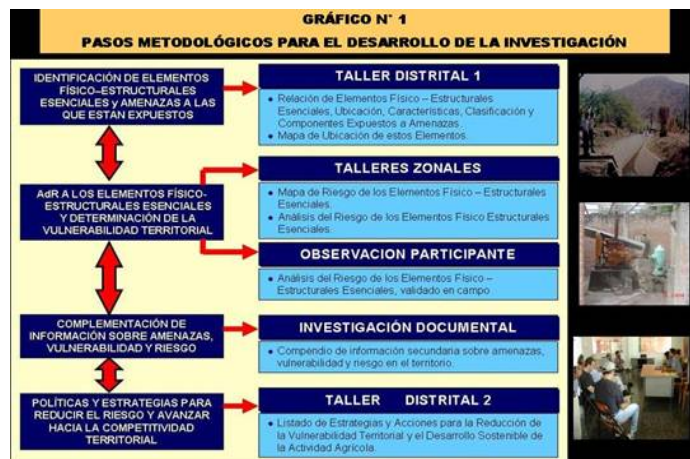 GRÁFICO N° 1
PASOS METODOLÓGICOS PARA EL DESARROLLO DE LA INVESTIGACIÓN
IDENTIFICACIÓN DE ELEMENTOS
FÍSICO–ESTRUCTURALES
ESENCIALES y AMENAZAS A LAS
QUE ESTÁN EXPUESTOS
TALLER DISTRITAL 1
• Relación de Elementos Físico – Estructurales
Esenciales, Ubicación, Características, Clasificación y
Componentes Expuestos a Amenazas.
• Mapa de Ubicación de estos Elementos.
AdR A LOS ELEMENTOS FÍSICO-
ESTRUCTURALES ESENCIALES
Y DETERMINACIÓN DE LA
VULNERABILIDAD TERRITORIAL
TALLERES ZONALES
• Mapa de Riesgo de los Elementos Físico – Estructurales
Esenciales.
• Análisis del Riesgo de los Elementos Físico Estructurales
Esenciales.
OBSERVACION PARTICIPANTE
• Análisis del Riesgo de los Elementos Físico –
Estructurales Esenciales, validado en campo.
COMPLEMENTACIÓN DE
INFORMACIÓN SOBRE AMENAZAS,
VULNERABILIDAD Y RIESGO
INVESTIGACIÓN DOCUMENTAL
• Compendio de información secundaria sobre amenazas,
vulnerabilidad y riesgo en el territorio.
POLÍTICAS Y ESTRATEGIAS PARA
REDUCIR EL RIESGO Y AVANZAR
HACIA LA COMPETITIVIDAD
TERRITORIAL
TALLER DISTRITAL 2
• Listado de Estrategias y Acciones para la Reducción de
la Vulnerabilidad Territorial y el Desarrollo Sostenible de
la Actividad Agrícola.